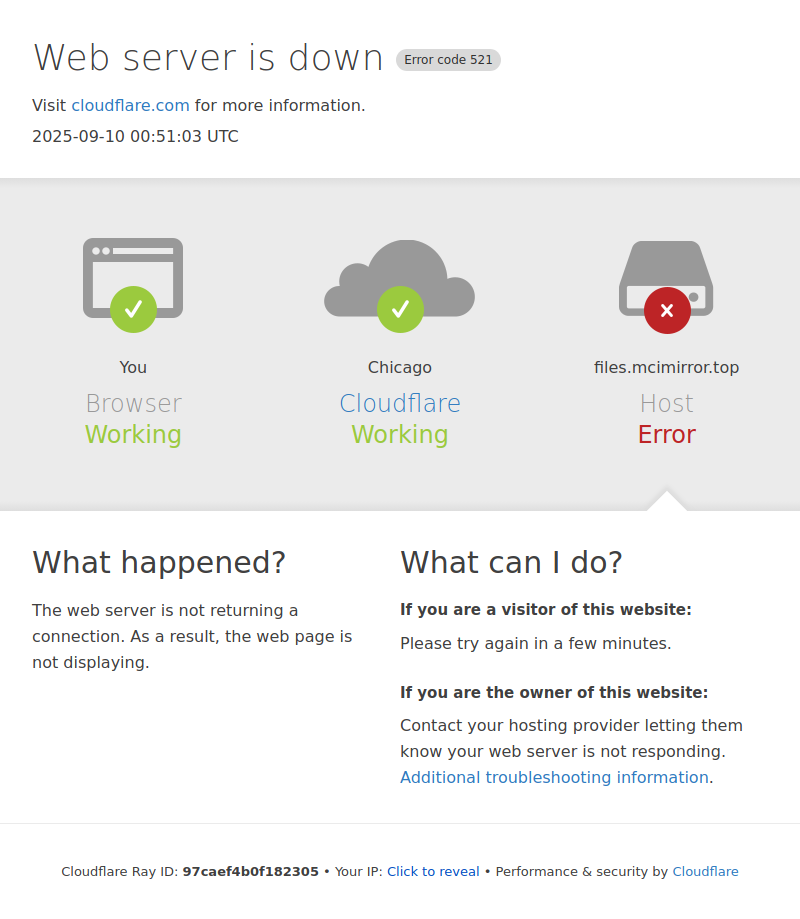 Web server is down Error code 521
Visit cloudflare.com for more information.
2025-09-10 00:51:03 UTC
You
Browser
Working
Chicago
Cloudflare
Working
files.mcimirror.top
Host
Error
What happened?
The web server is not returning a
connection. As a result, the web page is
not displaying.
What can I do?
If you are a visitor of this website:
Please try again in a few minutes.
If you are the owner of this website:
Contact your hosting provider letting them
know your web server is not responding.
Additional troubleshooting information.
Cloudflare Ray ID: 97caef4b0f182305 • Your IP: Click to reveal • Performance & security by Cloudflare